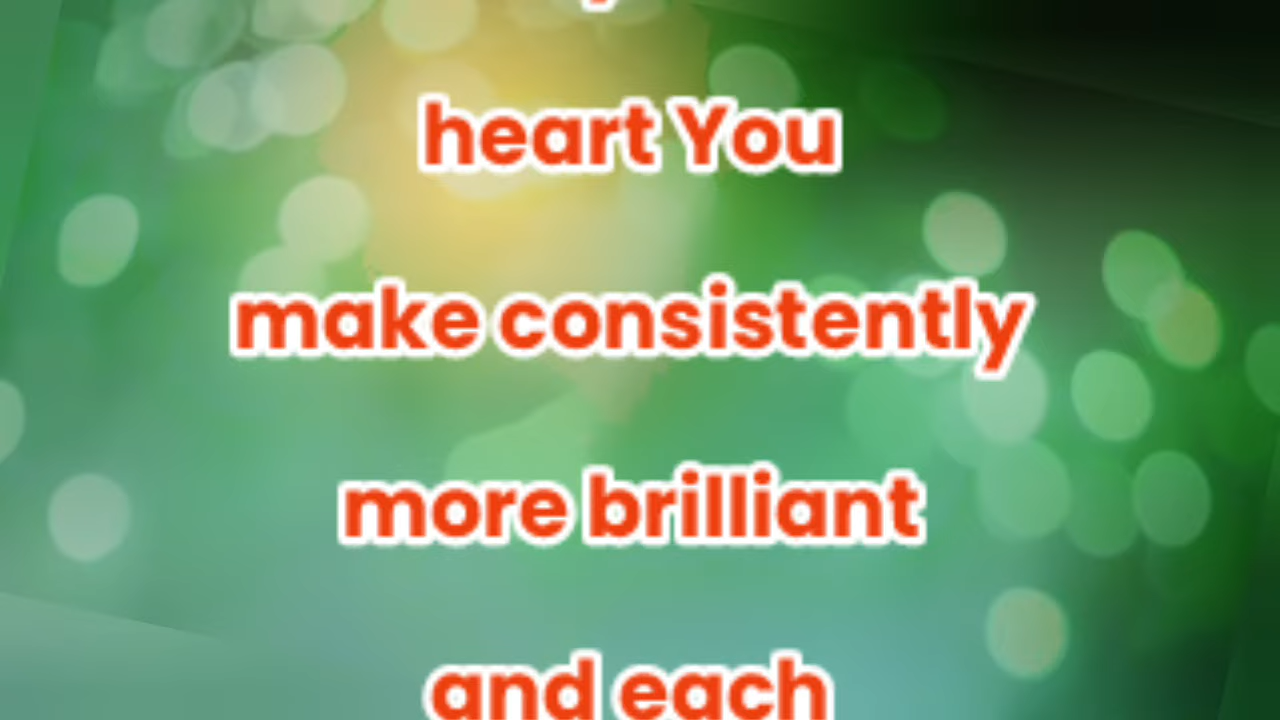 heart You
make consistently
more brilliant
and each